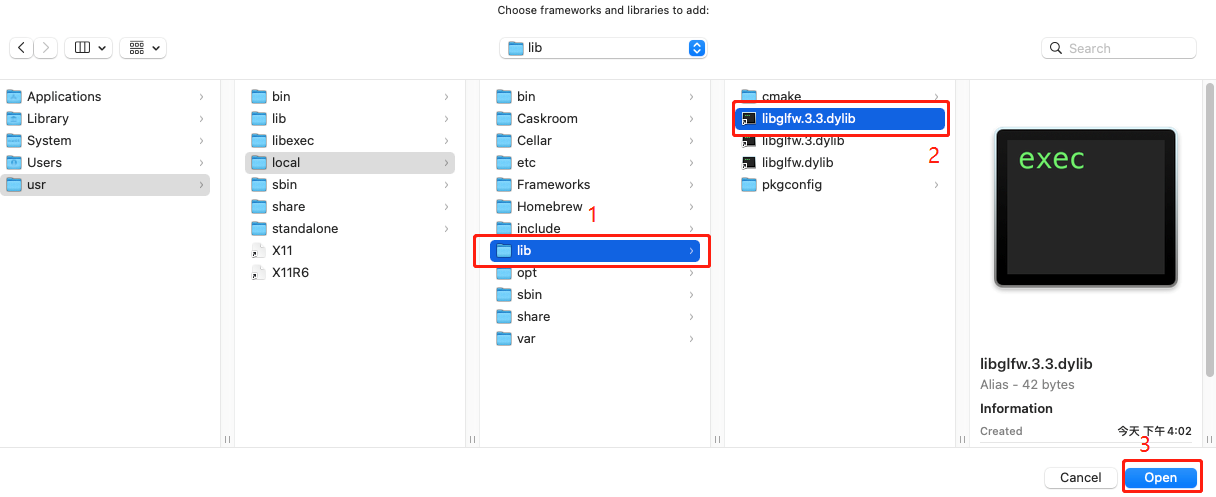 Choose frameworks and libraries to add:
lib
Search
Applications
Library
System
Users
usr
bin
lib
libexec
local
sbin
share
standalone
X11
X11R6
bin
Caskroom
Cellar
etc
Frameworks
Homebrew
1
include
lib
opt
sbin
share
var
cmake
libglfw.3.3.dylib
libglfw.3.dylib
2
libglfw.dylib
pkgconfig
exec
libglfw.3.3.dylib
Alias - 42 bytes
Information
Created 今天 下午4:02
3
Cancel Open